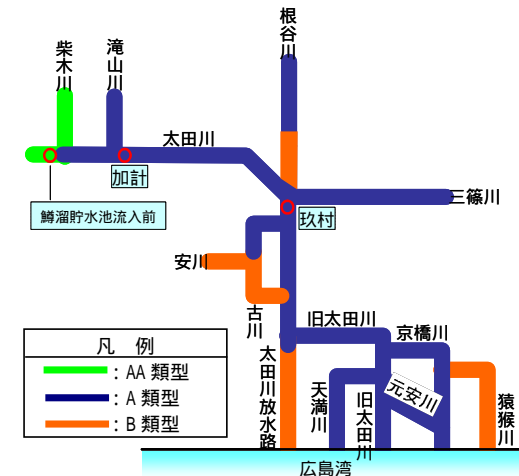 根谷川
柴木川
滝山川
太田川
加計
三篠川
鱒溜貯水池流入前
玖村
安川
古川
旧太田川
京橋川
凡 例
: AA 類型
: A 類型
: B 類型
太田川放水路
天満川
旧太田川
元安川
猿猴川
広島湾